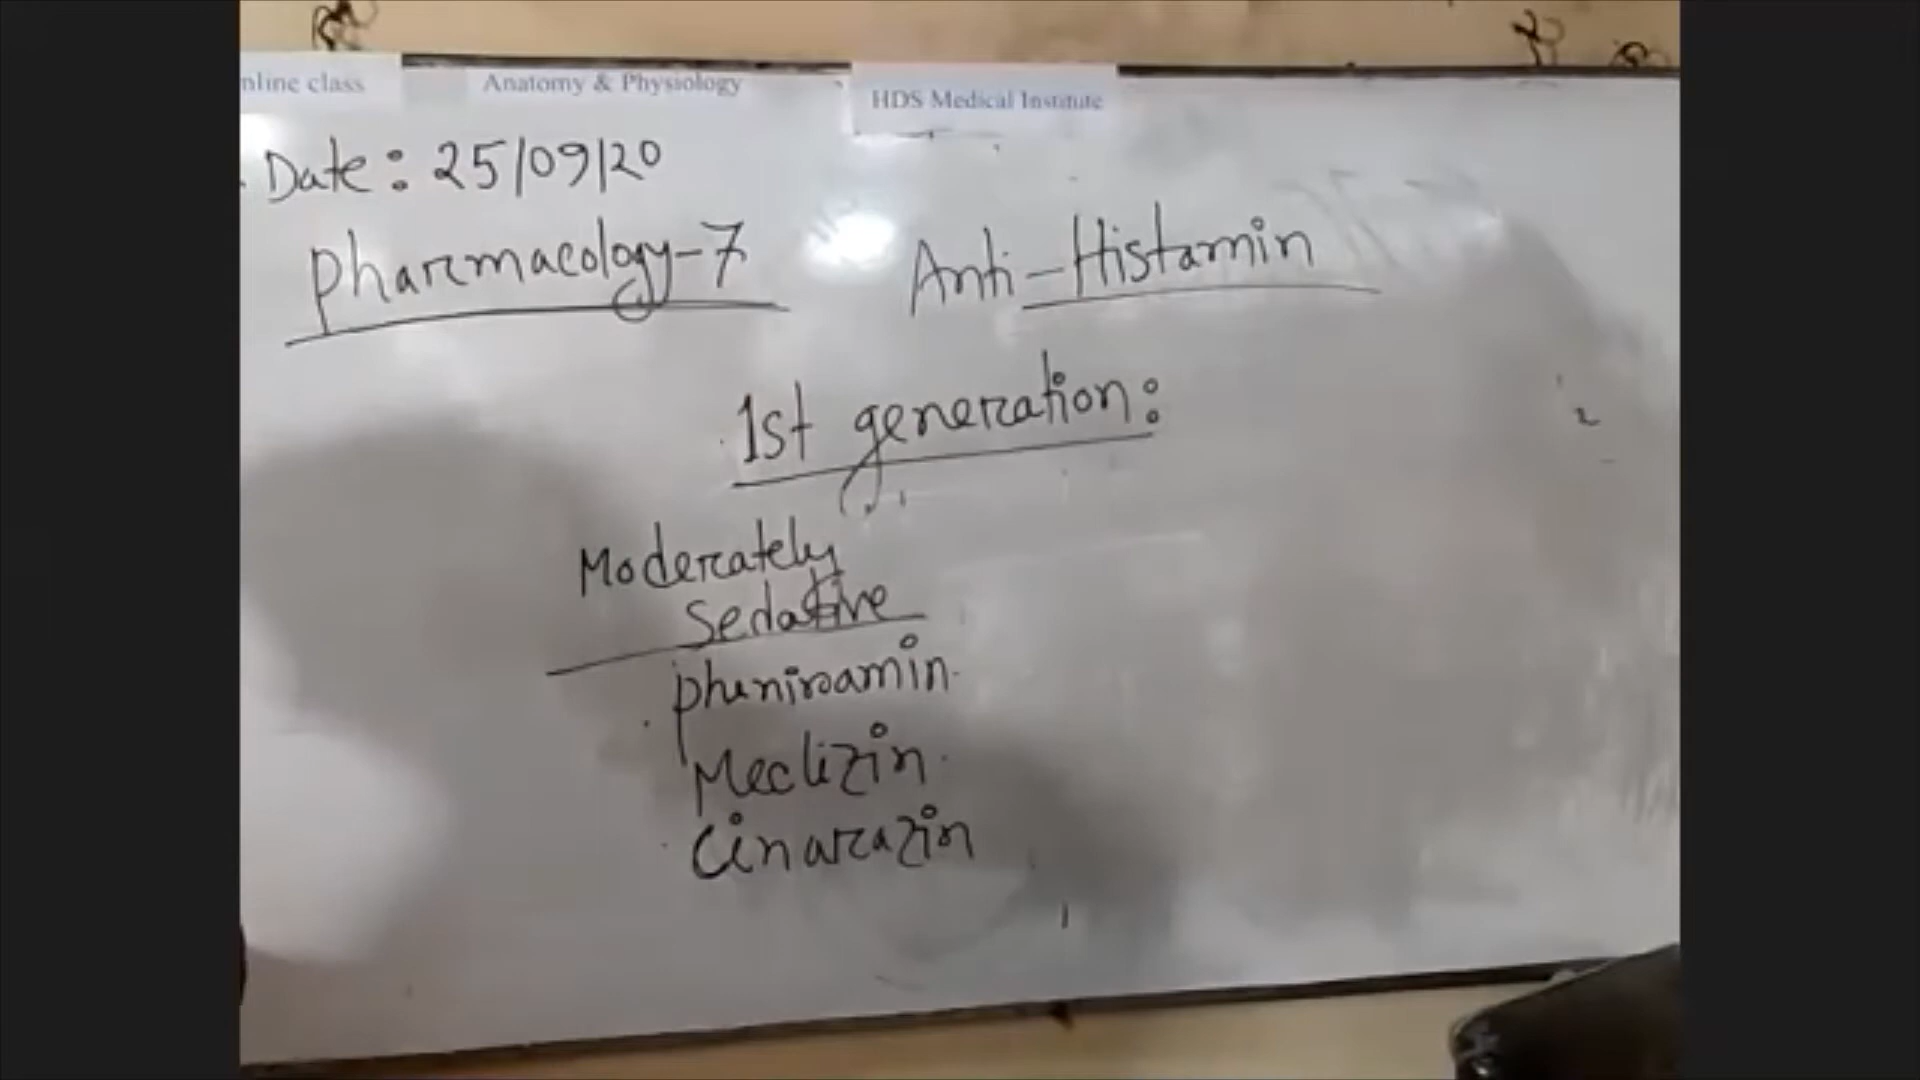 nline class
Anatomy & Physiology
HDS Medical Institute
Date: 25/09/20
Pharmacology-7
Anti-Histamin
1st generation:
Moderately
Sedative
Pheniramin
Meclizin
Cinarazin